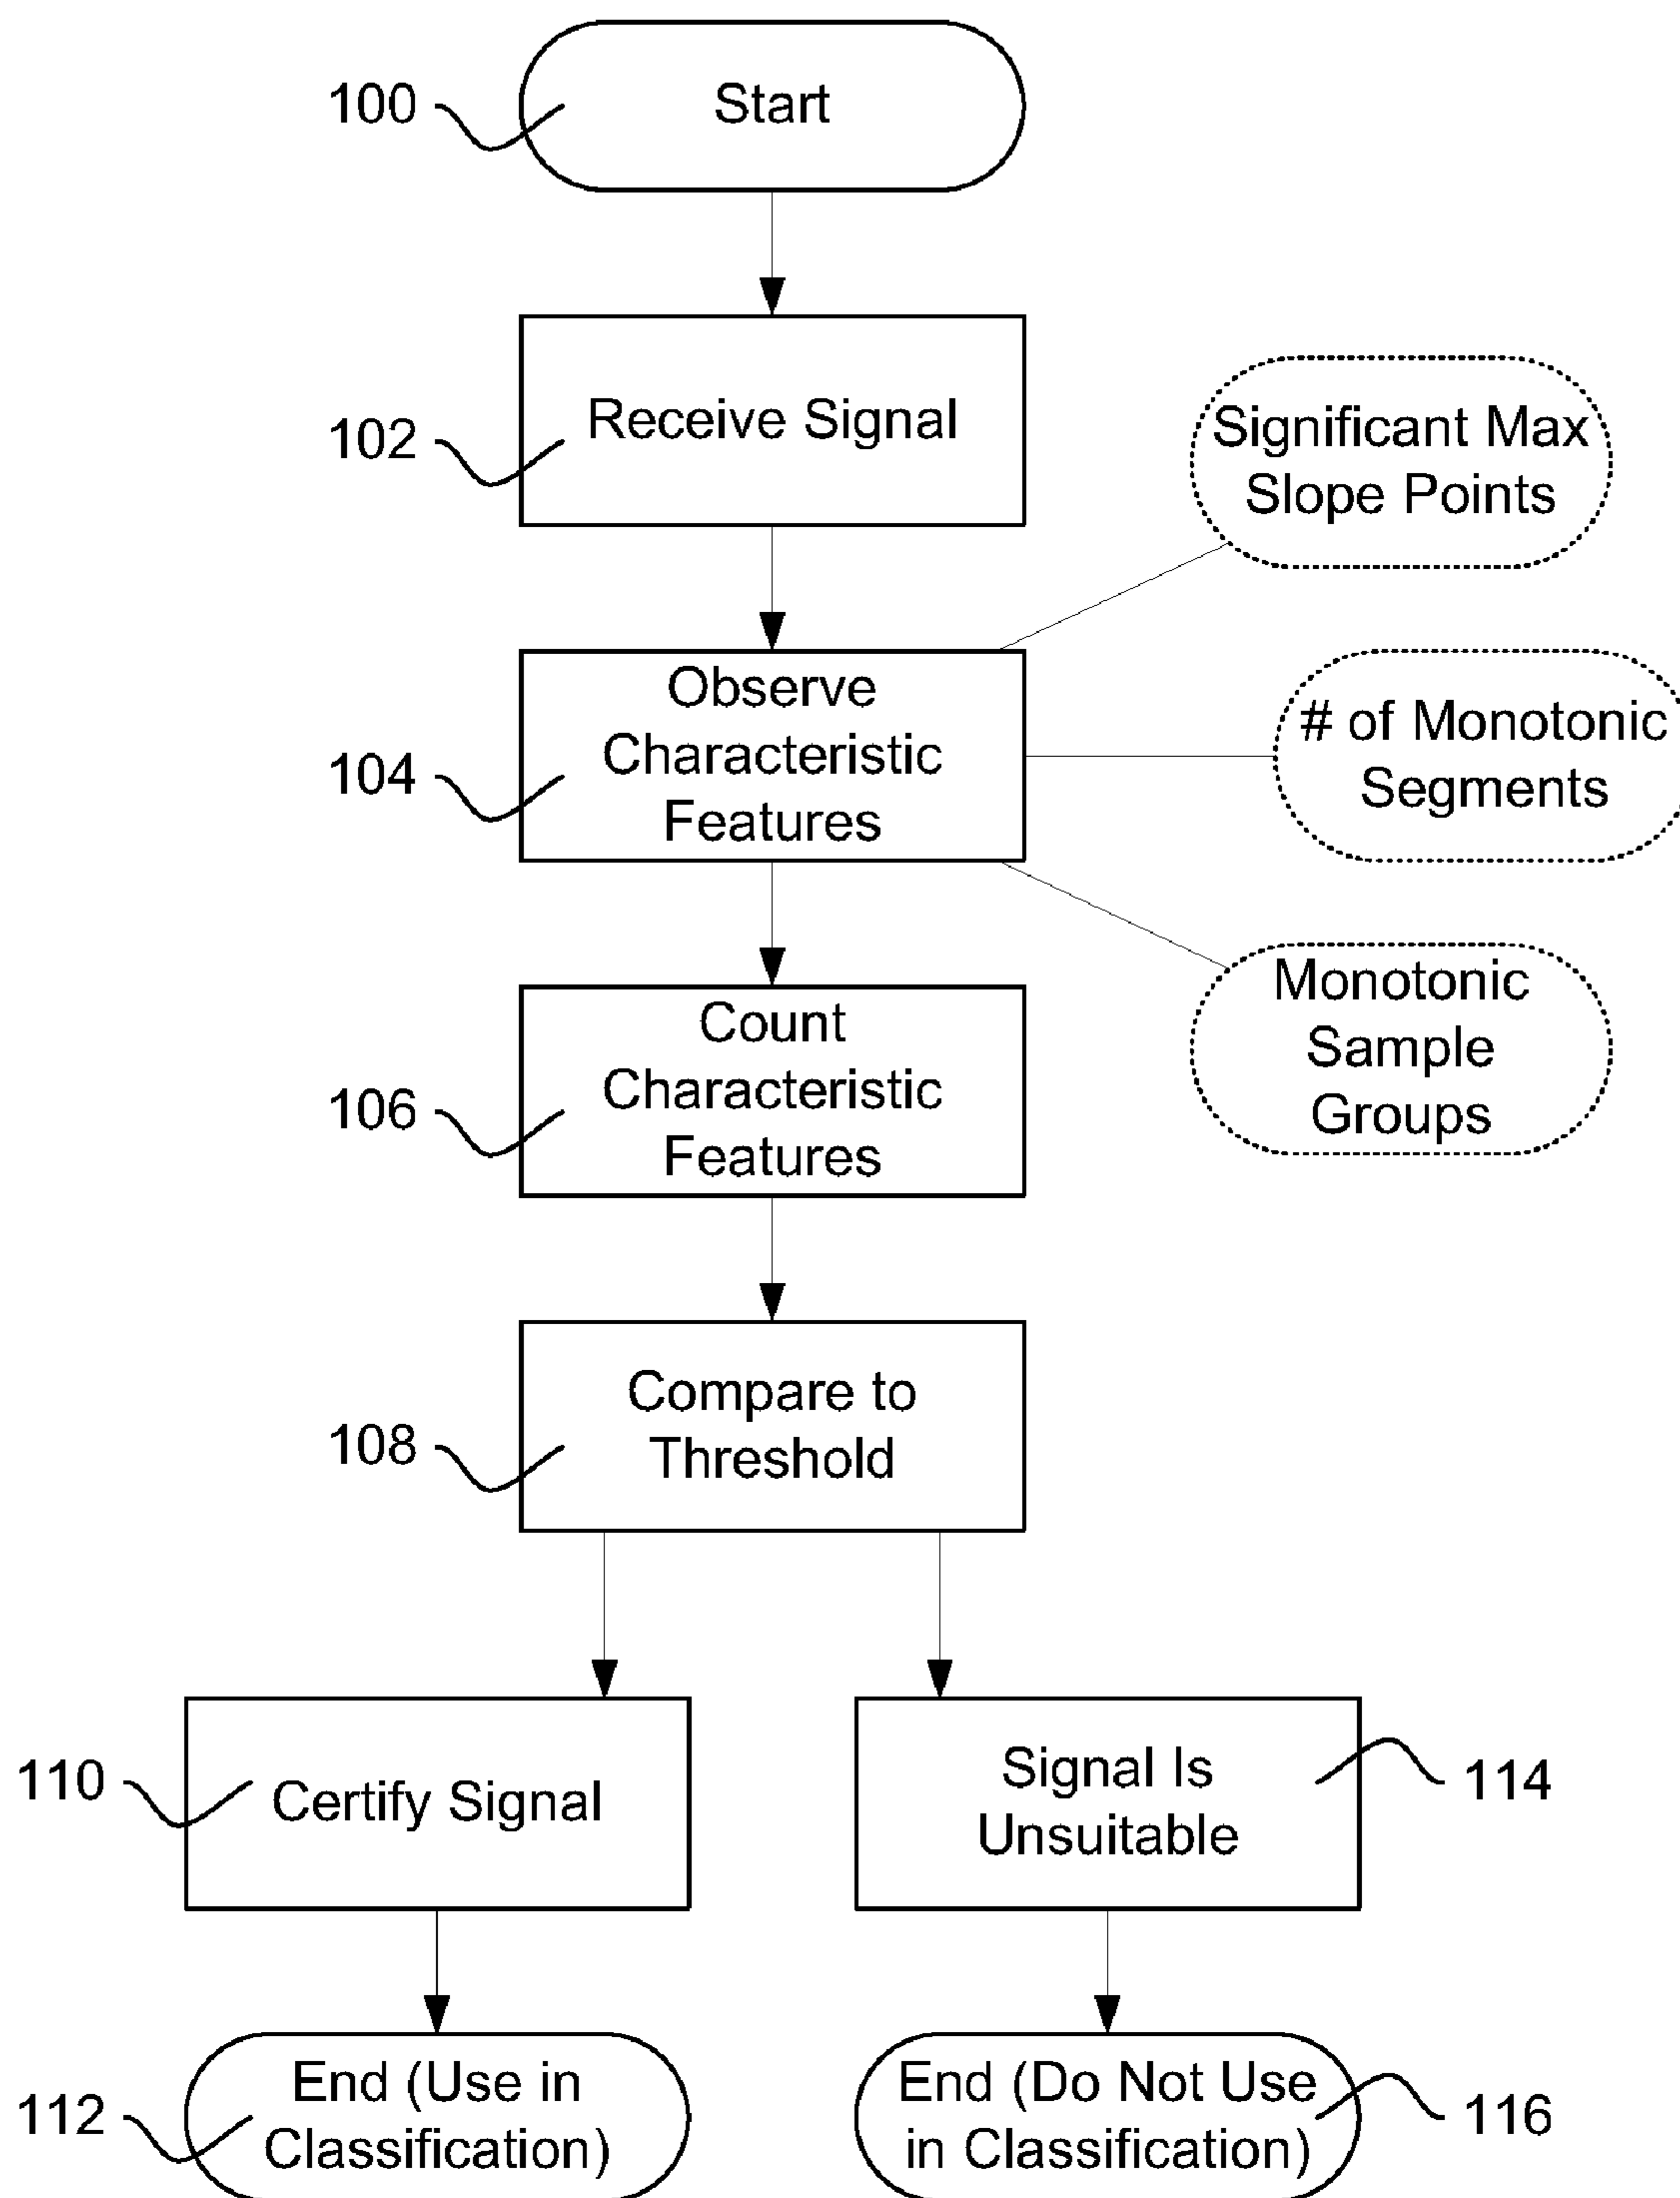 100
Start
102
Receive Signal
Significant Max
Slope Points
104
Observe
Characteristic
Features
# of Monotonic
Segments
Monotonic
Sample
Groups
106
Count
Characteristic
Features
108
Compare to
Threshold
110
Certify Signal
Signal Is
Unsuitable
114
112
End (Use in
Classification)
End (Do Not Use
in Classification)
116